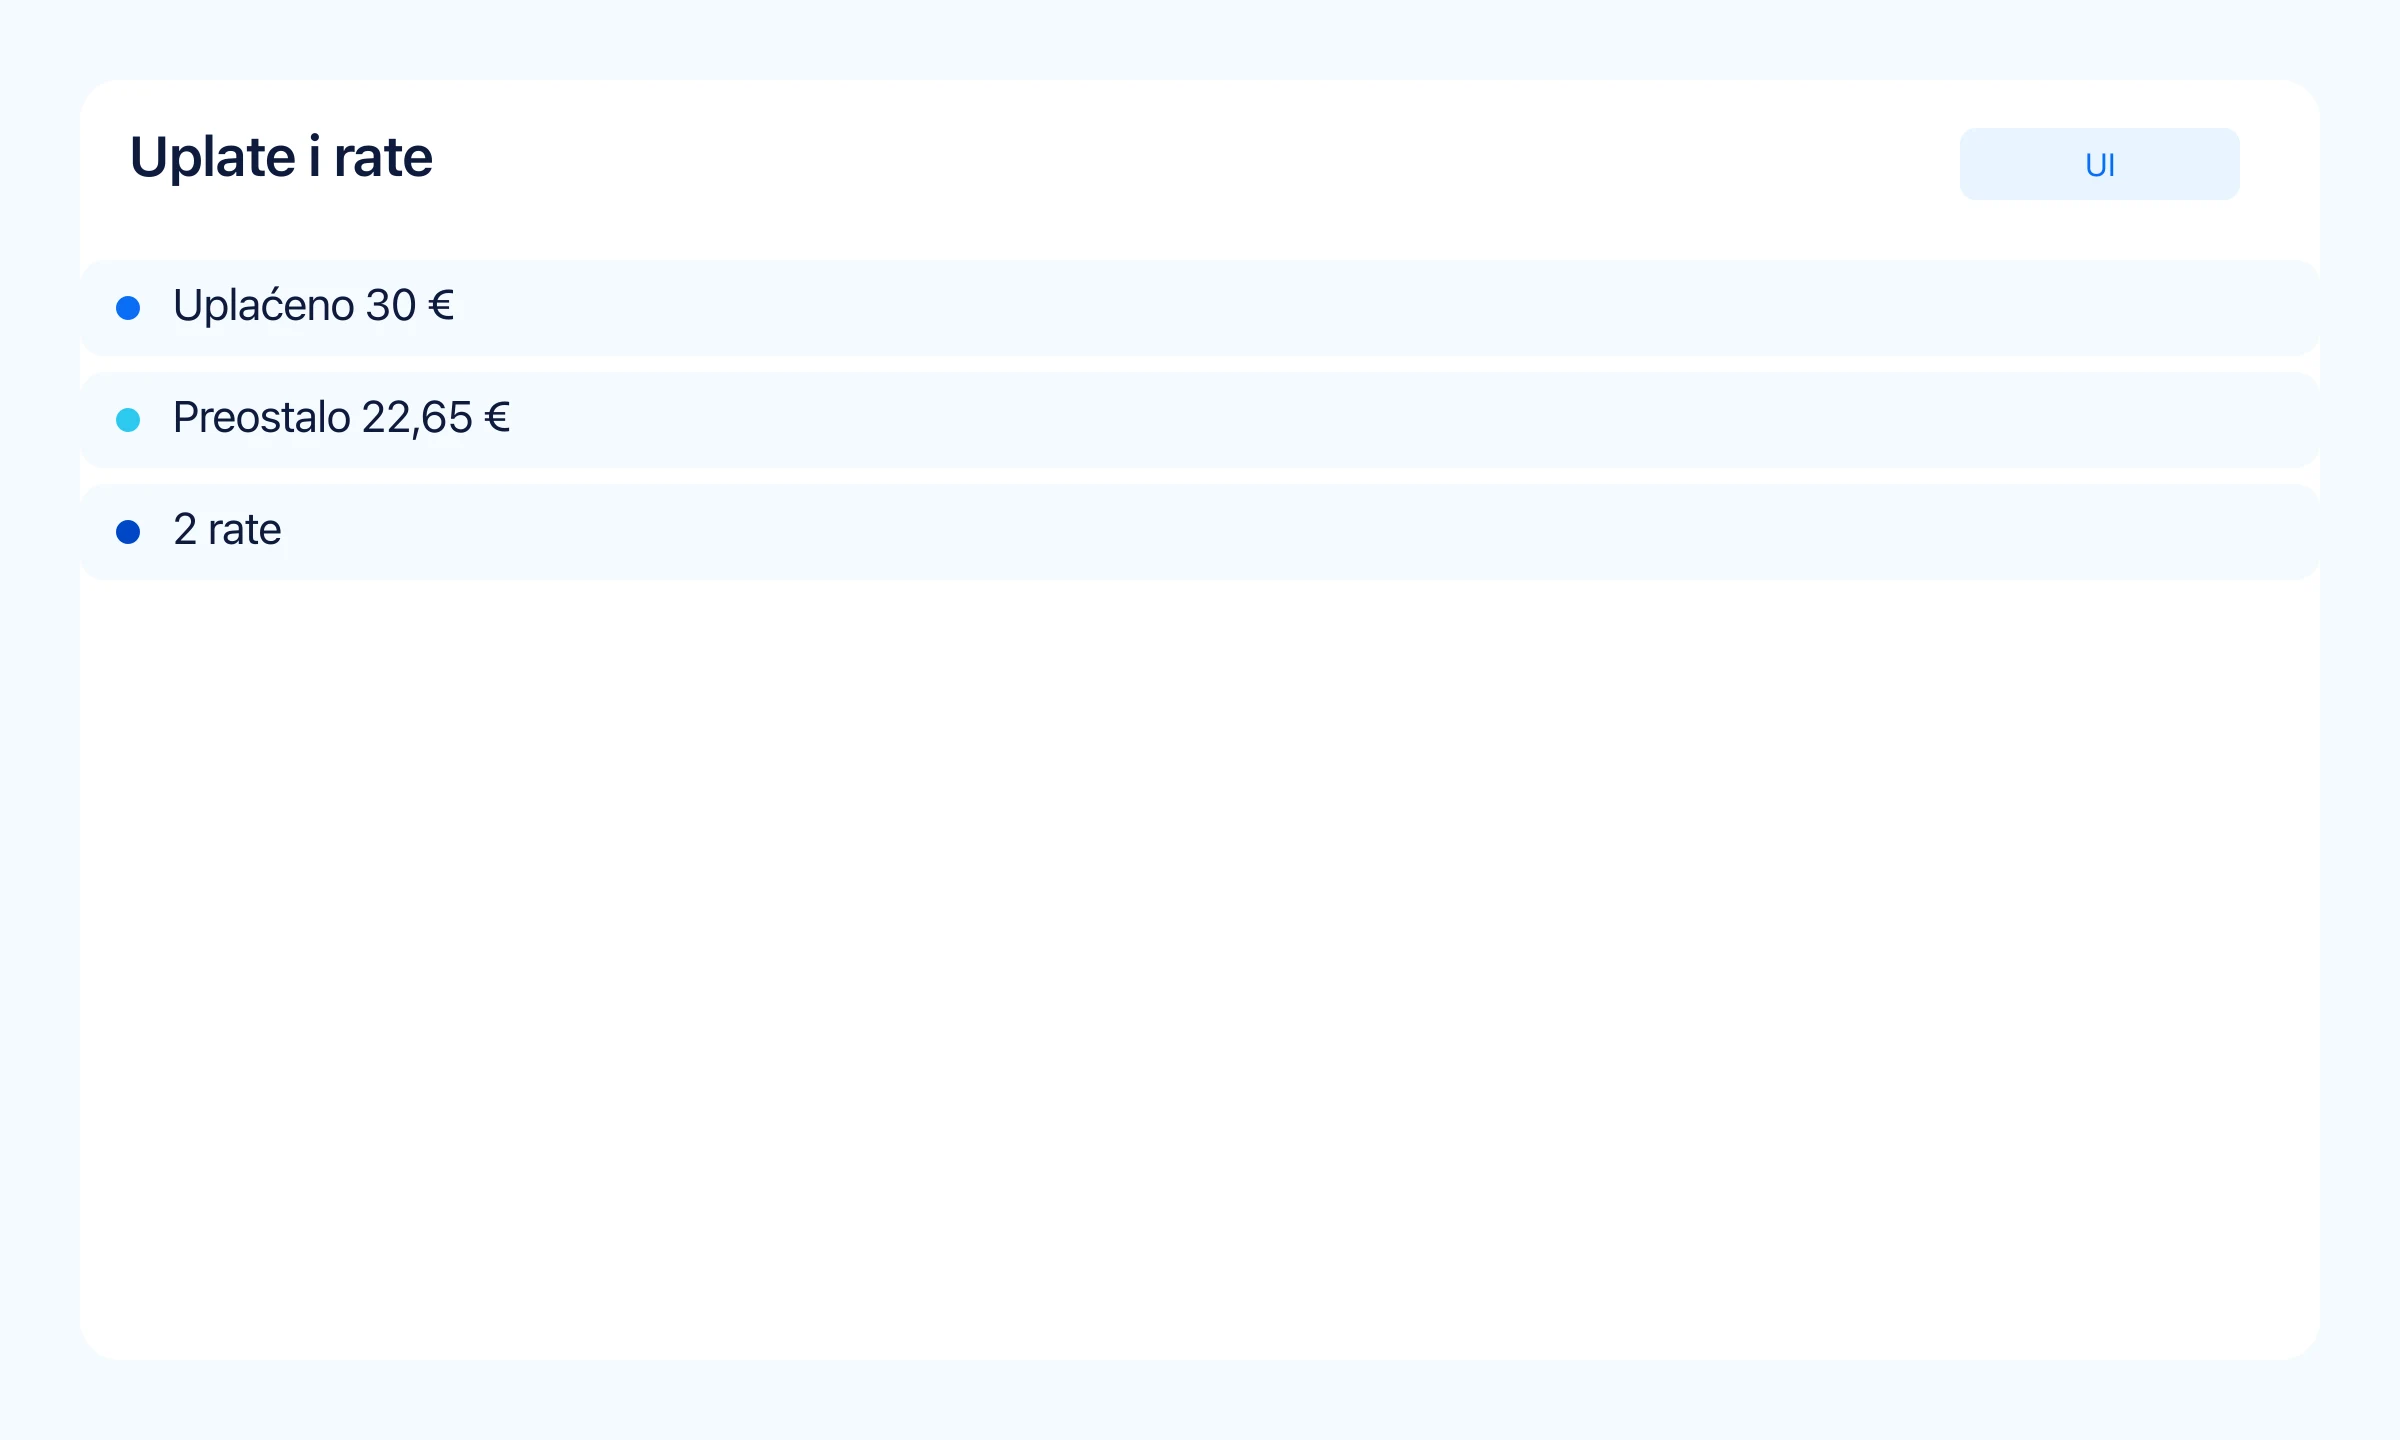 Uplate i rate
UI
Uplaćeno 30 €
Preostalo 22,65 €
2 rate